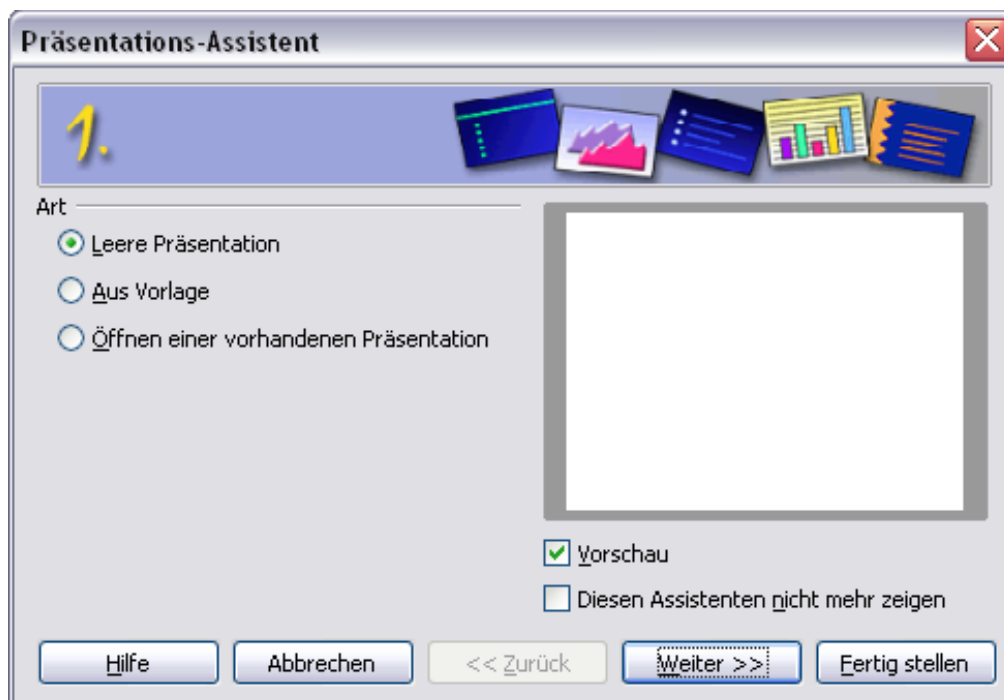 Präsentations-Assistent
1.
Art
Leere Präsentation
Aus Vorlage
Öffnen einer vorhandenen Präsentation
Vorschau
Diesen Assistenten nicht mehr zeigen
Hilfe Abbrechen << Zurück Weiter >> Fertig stellen